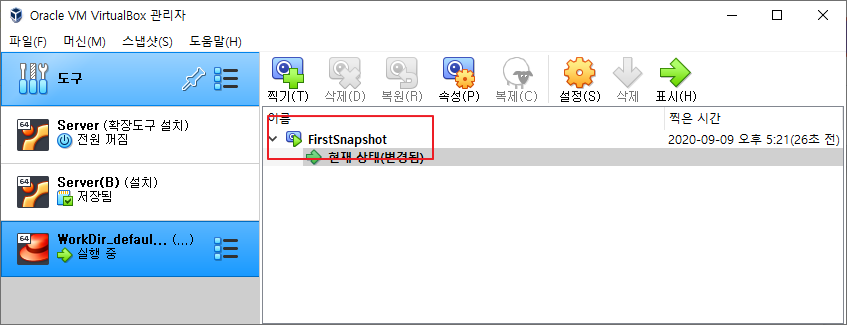 Oracle VM VirtualBox 관리자
파일(F) 머신(M) 스냅샷(S) 도움말(H)
도구
찍기(T) 삭제(D) 복원(R) 속성(P) 복제(C) 설정(S) 삭제 표시(H)
이름 찍은 시간
64 Server (확장도구 설치)
전원 꺼짐
FirstSnapshot 2020-09-09 오후 5:21(26초 전)
현재 상태(변경됨)
64 Server(B) (설치)
저장됨
64 WorkDir_defaul... (...)
실행 중